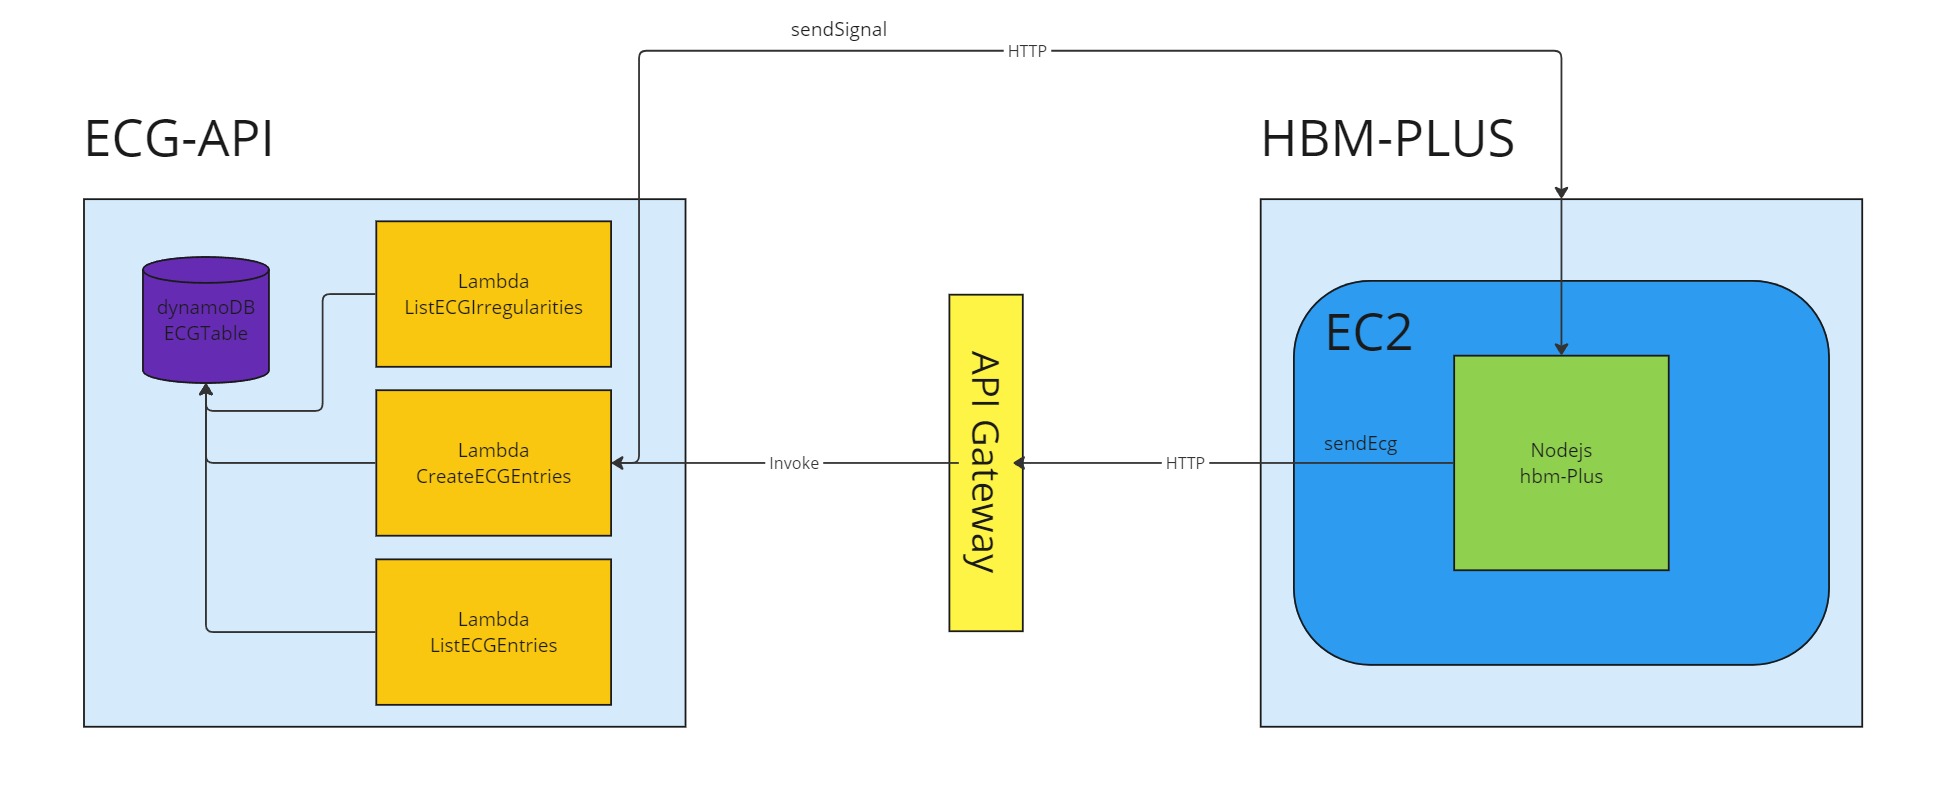 sendSignal
HTTP
ECG-API
HBM-PLUS
dynamoDB
ECGTable
Lambda
ListECGIrregularities
Lambda
CreateECGEntries
Lambda
ListECGEntries
Invoke
API Gateway
HTTP
EC2
sendEcg
Nodejs
hbm-Plus